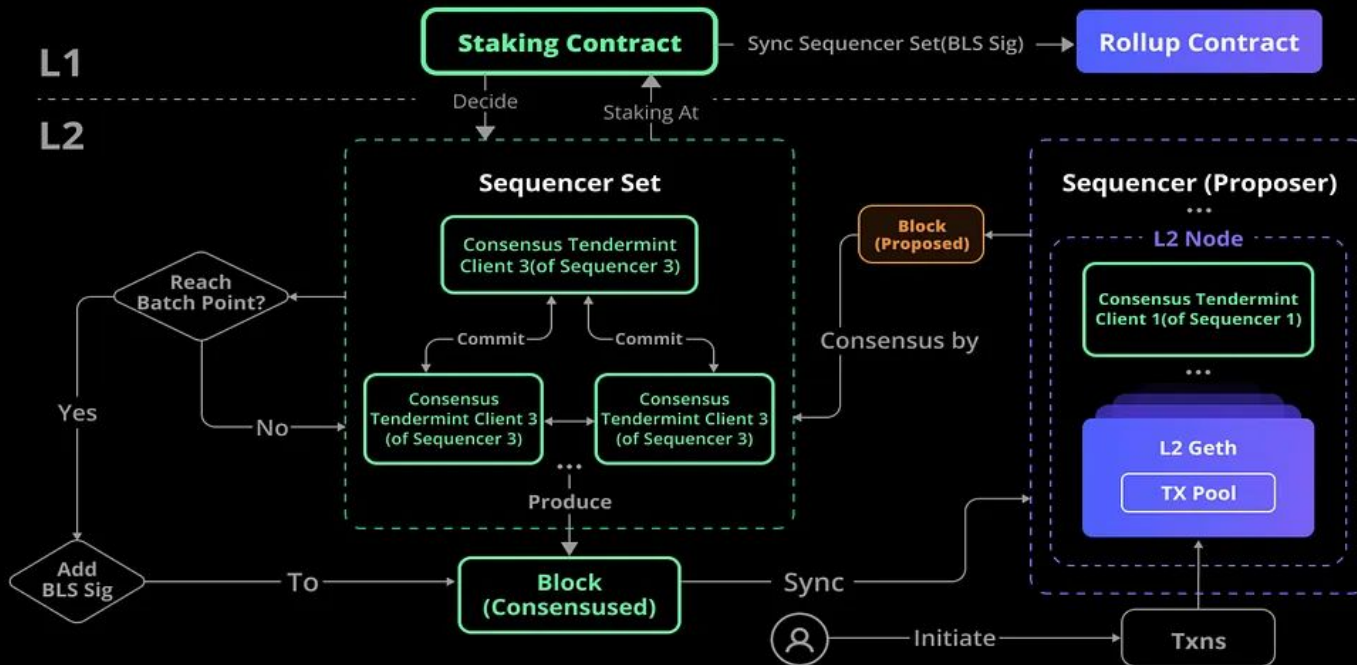 L1
Staking Contract
Sync Sequencer Set(BLS Sig)
Rollup Contract
Decide
Staking At
L2
Sequencer Set
Consensus Tendermint
Client 3(of Sequencer 3)
Commit
Commit
Consensus
Tendermint Client 3
(of Sequencer 3)
Consensus
Tendermint Client 3
(of Sequencer 3)
...
Produce
Reach
Batch Point?
Yes
No
Add
BLS Sig
To
Block
(Consensused)
Sync
Block
(Proposed)
Consensus by
Sequencer (Proposer)
...
L2 Node
Consensus Tendermint
Client 1(of Sequencer 1)
...
L2 Geth
TX Pool
Initiate
Txns